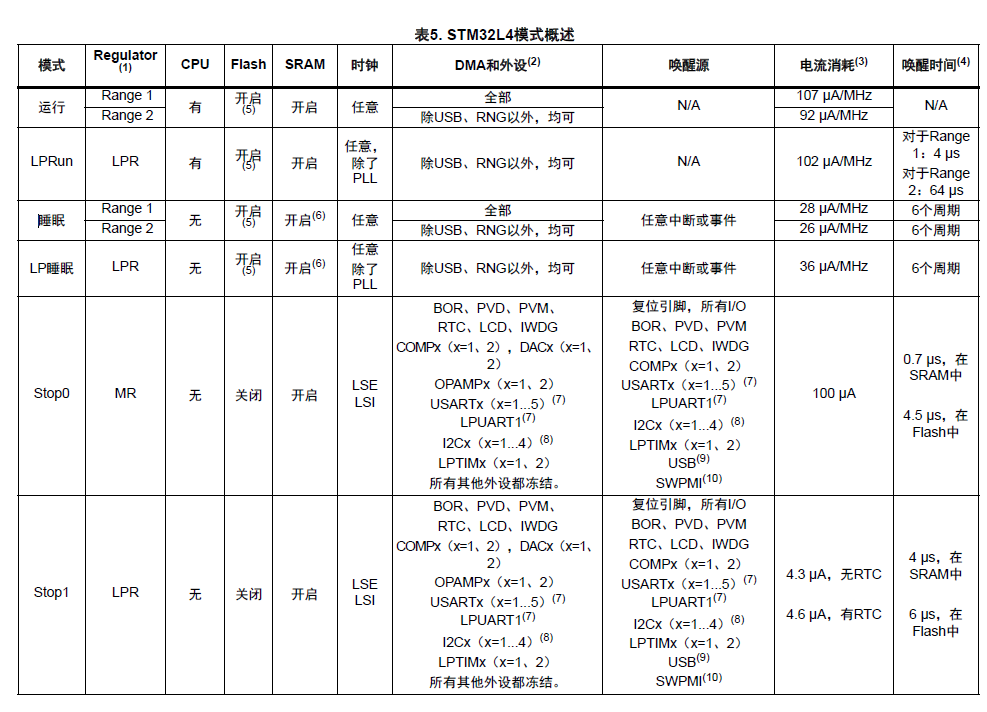 表5. STM32L4模式概述
模式 Regulator(1) CPU Flash SRAM 时钟 DMA和外设(2) 唤醒源 电流消耗(3) 唤醒时间(4)
运行 Range 1 有 开启(5) 开启 任意 全部 N/A 107 µA/MHz N/A
Range 2 除USB、RNG以外，均可 92 µA/MHz
LPRun LPR 有 开启(5) 开启 任意，除了PLL 除USB、RNG以外，均可 N/A 102 µA/MHz 对于Range 1：4 µs
对于Range 2：64 µs
睡眠 Range 1 无 开启(5) 开启(6) 任意 全部 任意中断或事件 28 µA/MHz 6个周期
Range 2 除USB、RNG以外，均可 26 µA/MHz 6个周期
LP睡眠 LPR 无 开启(5) 开启(6) 任意除了PLL 除USB、RNG以外，均可 任意中断或事件 36 µA/MHz 6个周期
Stop0 MR 无 关闭 开启
LSE
LSI
BOR、PVD、PVM、
RTC、LCD、IWDG
COMPx（x=1、2），DACx（x=1、
2）
OPAMPx（x=1、2）
USARTx（x=1...5）(7)
LPUART1(7)
I2Cx（x=1...4）(8)
LPTIMx（x=1、2）
所有其他外设都冻结。
复位引脚，所有I/O
BOR、PVD、PVM
RTC、LCD、IWDG
COMPx（x=1、2）
USARTx（x=1...5）(7)
LPUART1(7)
I2Cx（x=1...4）(8)
LPTIMx（x=1、2）
USB(9)
SWPMI(10)
100 µA
0.7 µs，在
SRAM中
4.5 µs，在
Flash中
Stop1 LPR 无 关闭 开启
LSE
LSI
BOR、PVD、PVM、
RTC、LCD、IWDG
COMPx（x=1、2），DACx（x=1、
2）
OPAMPx（x=1、2）
USARTx（x=1...5）(7)
LPUART1(7)
I2Cx（x=1...4）(8)
LPTIMx（x=1、2）
所有其他外设都冻结。
复位引脚，所有I/O
BOR、PVD、PVM
RTC、LCD、IWDG
COMPx（x=1、2）
USARTx（x=1...5）(7)
LPUART1(7)
I2Cx（x=1...4）(8)
LPTIMx（x=1、2）
USB(9)
SWPMI(10)
4.3 µA，无RTC
4.6 µA，有RTC
4 µs，在
SRAM中
6 µs，在
Flash中